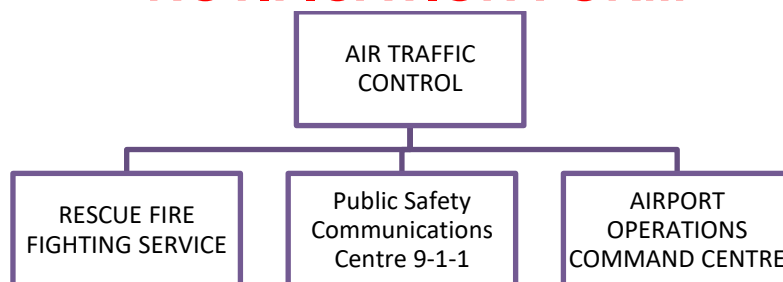 AIR TRAFFIC
CONTROL
RESCUE FIRE
FIGHTING SERVICE
Public Safety
Communications
Centre 9-1-1
AIRPORT
OPERATIONS
COMMAND CENTRE